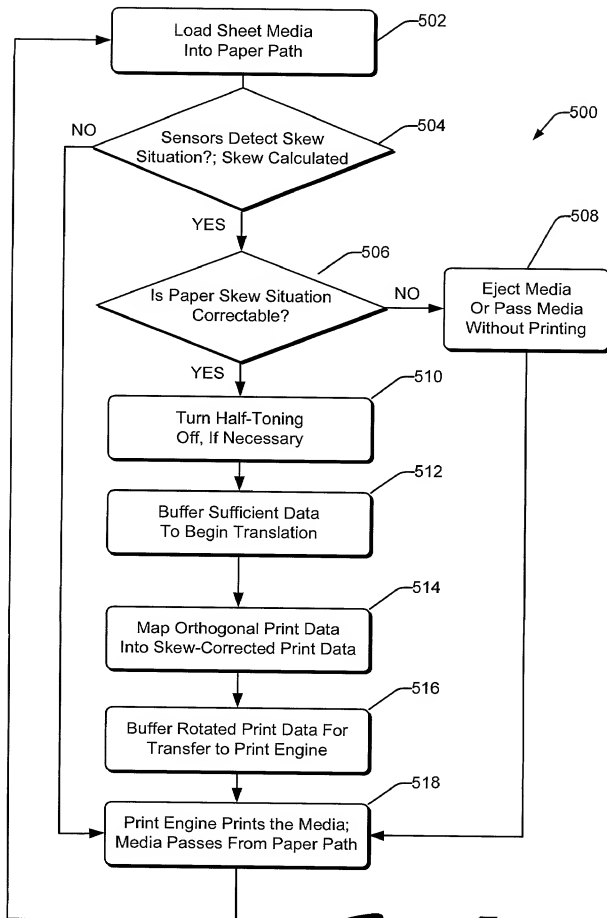 Load Sheet Media
Into Paper Path
502
500
NO
Sensors Detect Skew
Situation?; Skew Calculated
504
YES
506
508
Is Paper Skew Situation
Correctable?
NO
Eject Media
Or Pass Media
Without Printing
YES
510
Turn Half-Toning
Off, If Necessary
512
Buffer Sufficient Data
To Begin Translation
514
Map Orthogonal Print Data
Into Skew-Corrected Print Data
516
Buffer Rotated Print Data For
Transfer to Print Engine
518
Print Engine Prints the Media;
Media Passes From Paper Path